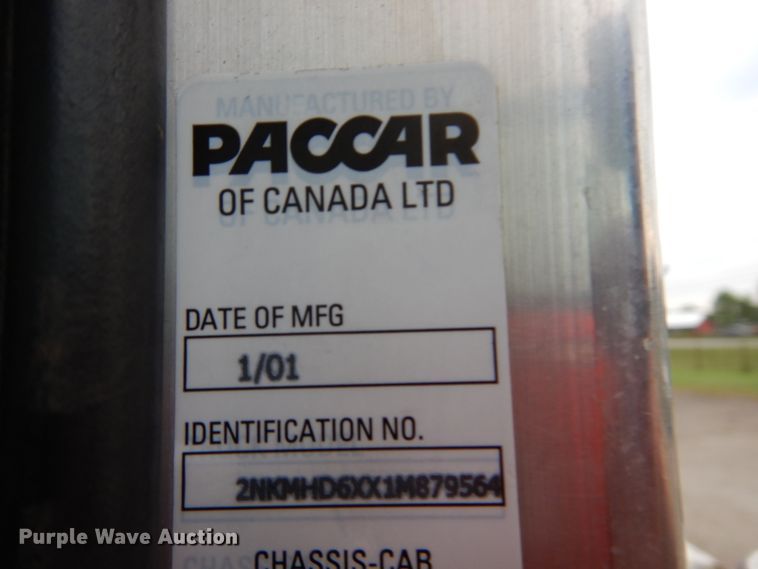 MANUFACTURED BY
PACCAR
OF CANADA LTD
DATE OF MFG
1/01
IDENTIFICATION NO.
2NKMHD6XX1M879564
CHASSIS-CAB
Purple Wave Auction